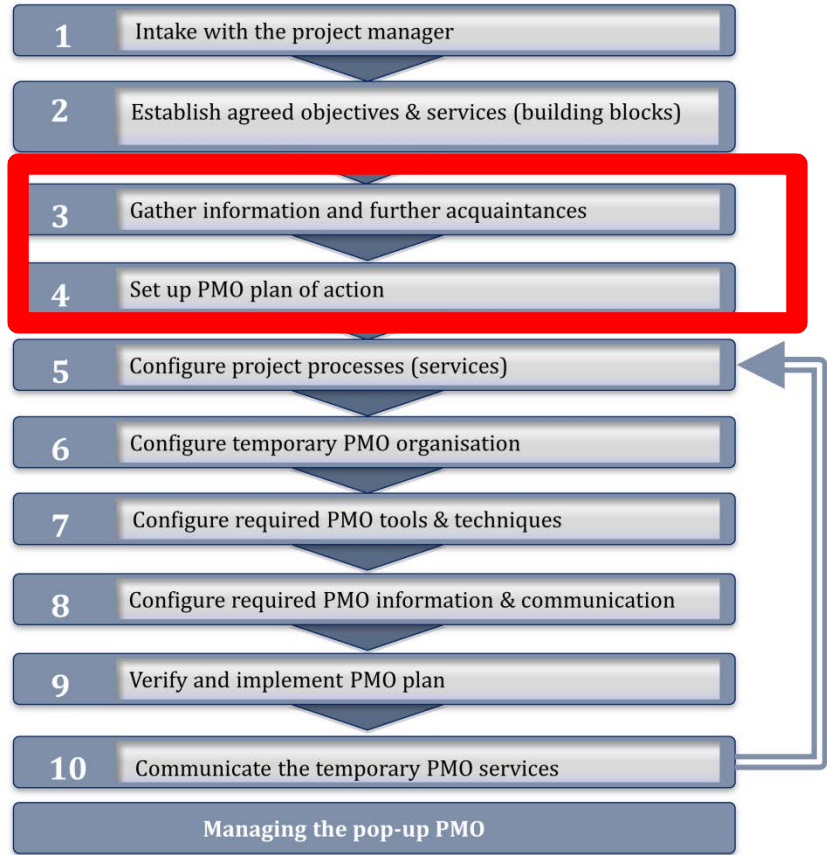 1 Intake with the project manager
2 Establish agreed objectives & services (building blocks)
3 Gather information and further acquaintances
4 Set up PMO plan of action
5 Configure project processes (services)
6 Configure temporary PMO organisation
7 Configure required PMO tools & techniques
8 Configure required PMO information & communication
9 Verify and implement PMO plan
10 Communicate the temporary PMO services
Managing the pop-up PMO